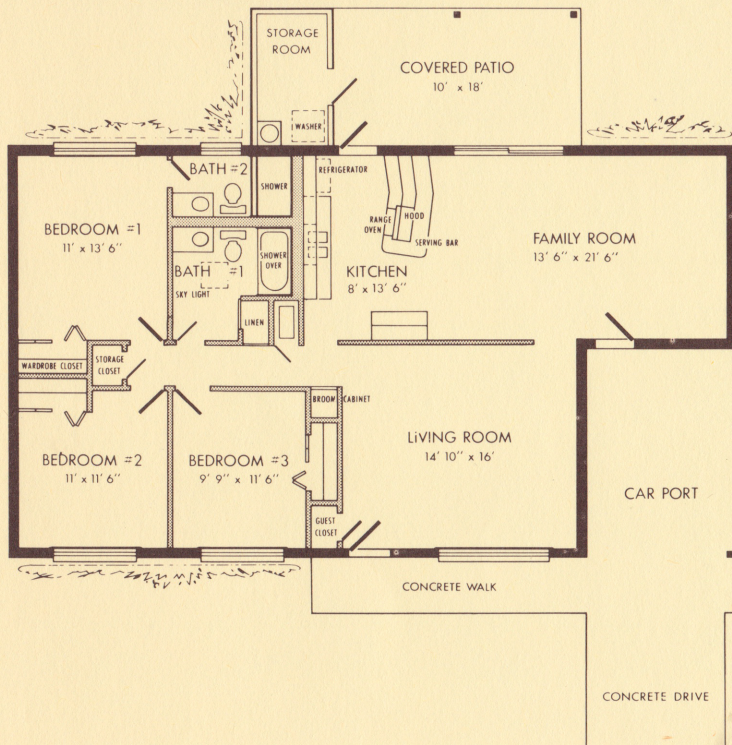 STORAGE
ROOM
COVERED PATIO
10' x 18'
WASHER
BATH #2
SHOWER
REFRIGERATOR
BEDROOM #1
11' x 13' 6"
RANGE
OVEN
HOOD
SERVING BAR
FAMILY ROOM
13' 6" x 21' 6"
BATH #1
SKY LIGHT
SHOWER
OVER
KITCHEN
8' x 13' 6"
LINEN
WARDROBE CLOSET
STORAGE
CLOSET
BROOM CABINET
LIVING ROOM
14' 10" x 16'
BEDROOM #2
11' x 11' 6"
BEDROOM #3
9' 9" x 11' 6"
CAR PORT
GUEST
CLOSET
CONCRETE WALK
CONCRETE DRIVE